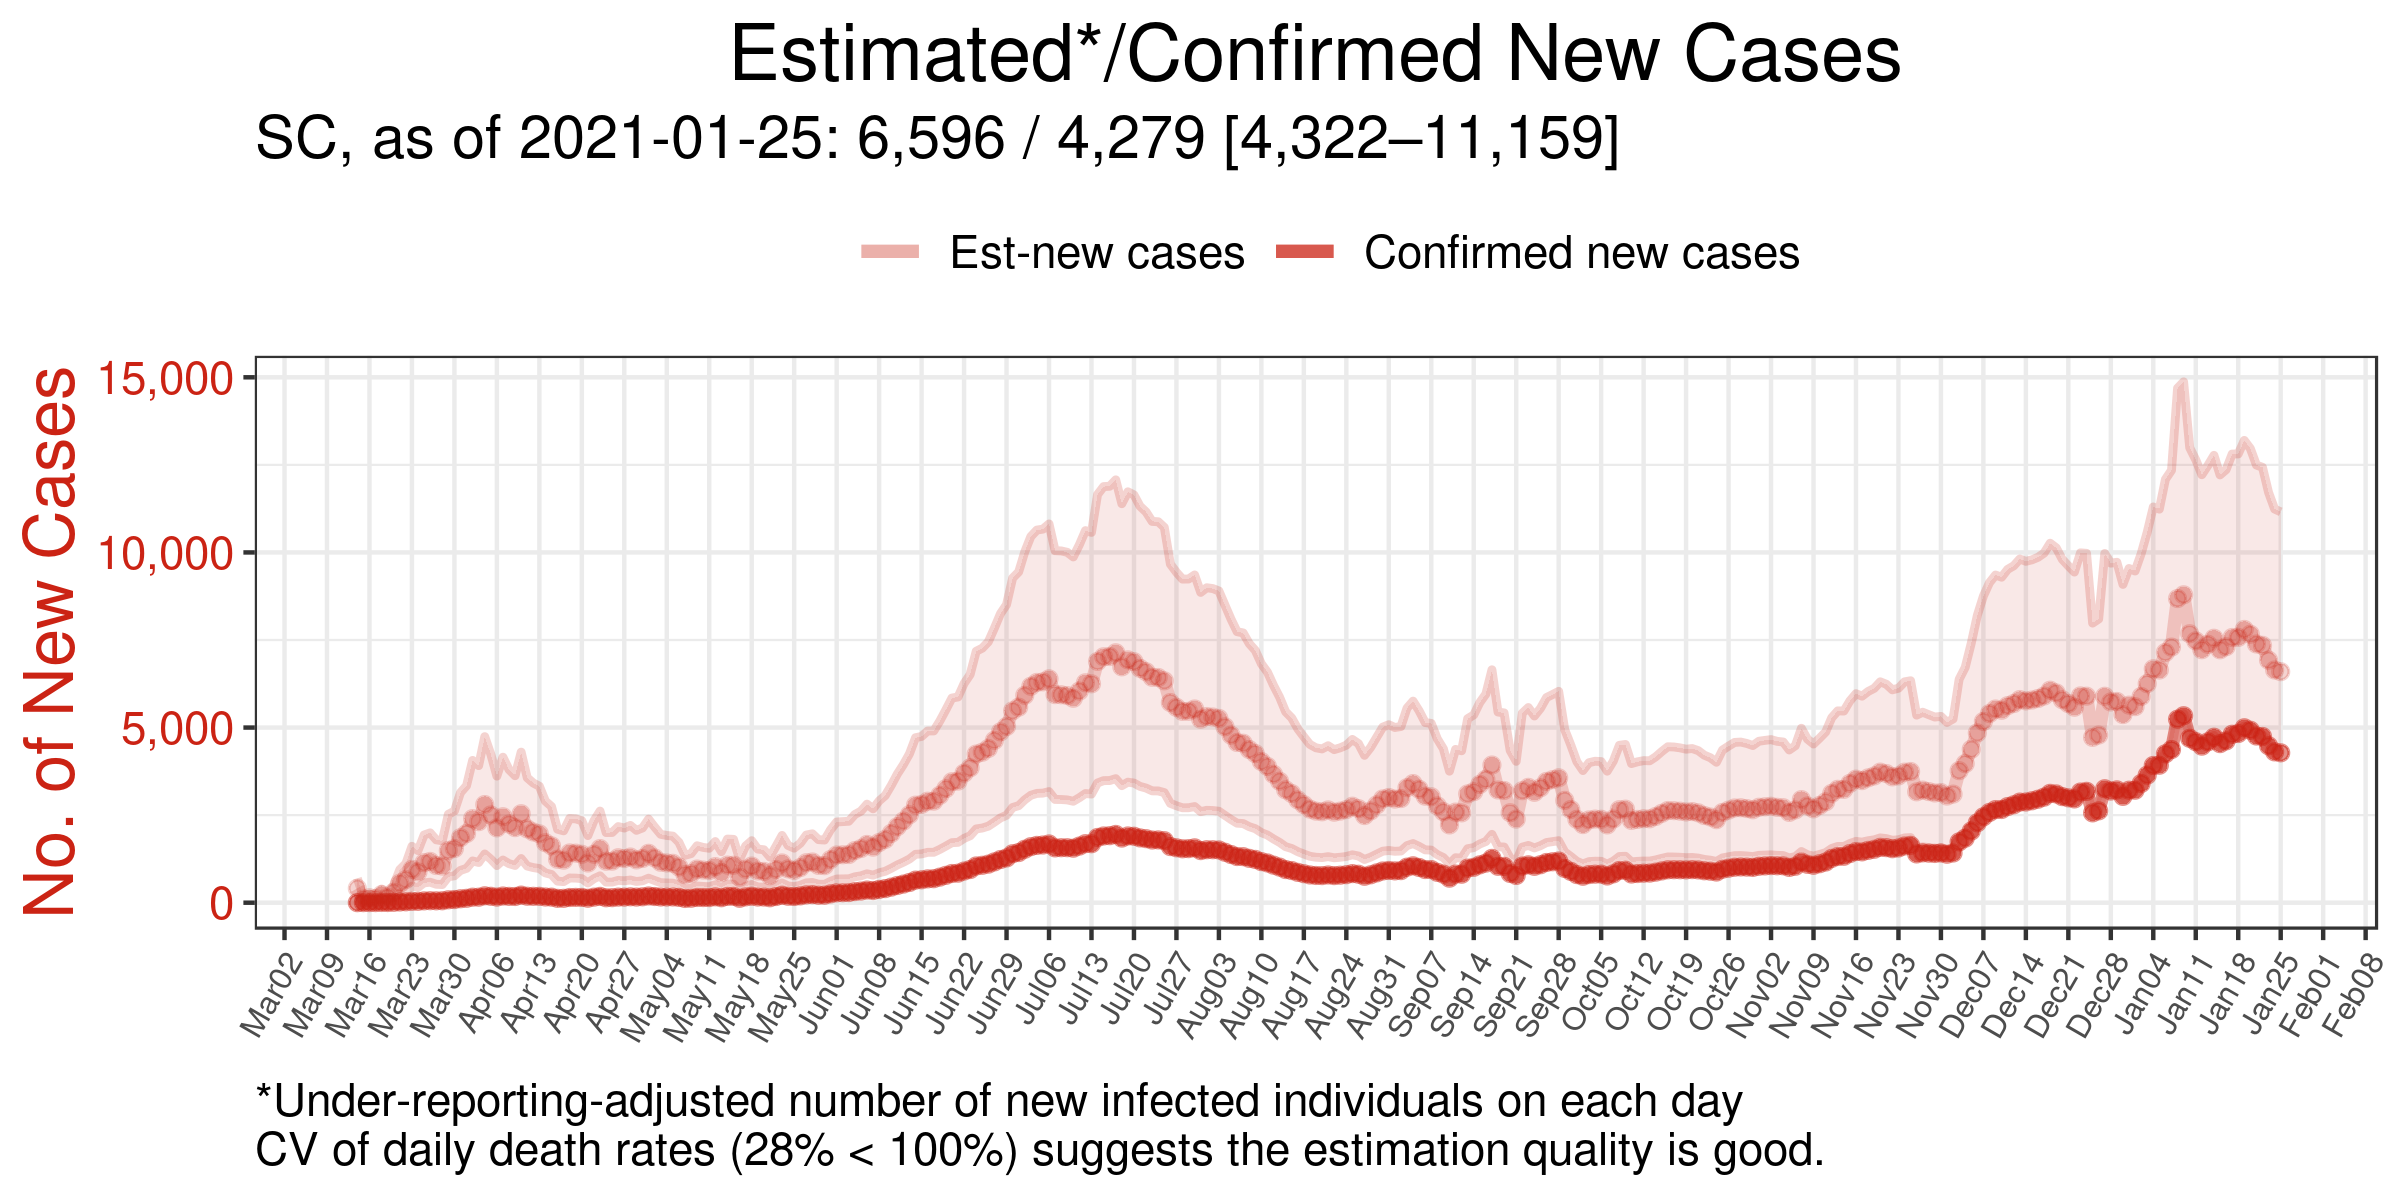 Estimated*/Confirmed New Cases
SC, as of 2021-01-25: 6,596 / 4,279 [4,322–11,159]
Est-new cases
Confirmed new cases
No. of New Cases
15,000
10,000
5,000
0
Mar02
Mar09
Mar16
Mar23
Mar30
Apr06
Apr13
Apr20
Apr27
May04
May11
May18
May25
Jun01
Jun08
Jun15
Jun22
Jun29
Jul06
Jul13
Jul20
Jul27
Aug03
Aug10
Aug17
Aug24
Aug31
Sep07
Sep14
Sep21
Sep28
Oct05
Oct12
Oct19
Oct26
Nov02
Nov09
Nov16
Nov23
Nov30
Dec07
Dec14
Dec21
Dec28
Jan04
Jan11
Jan18
Jan25
Feb01
Feb08
*Under-reporting-adjusted number of new infected individuals on each day
CV of daily death rates (28% < 100%) suggests the estimation quality is good.